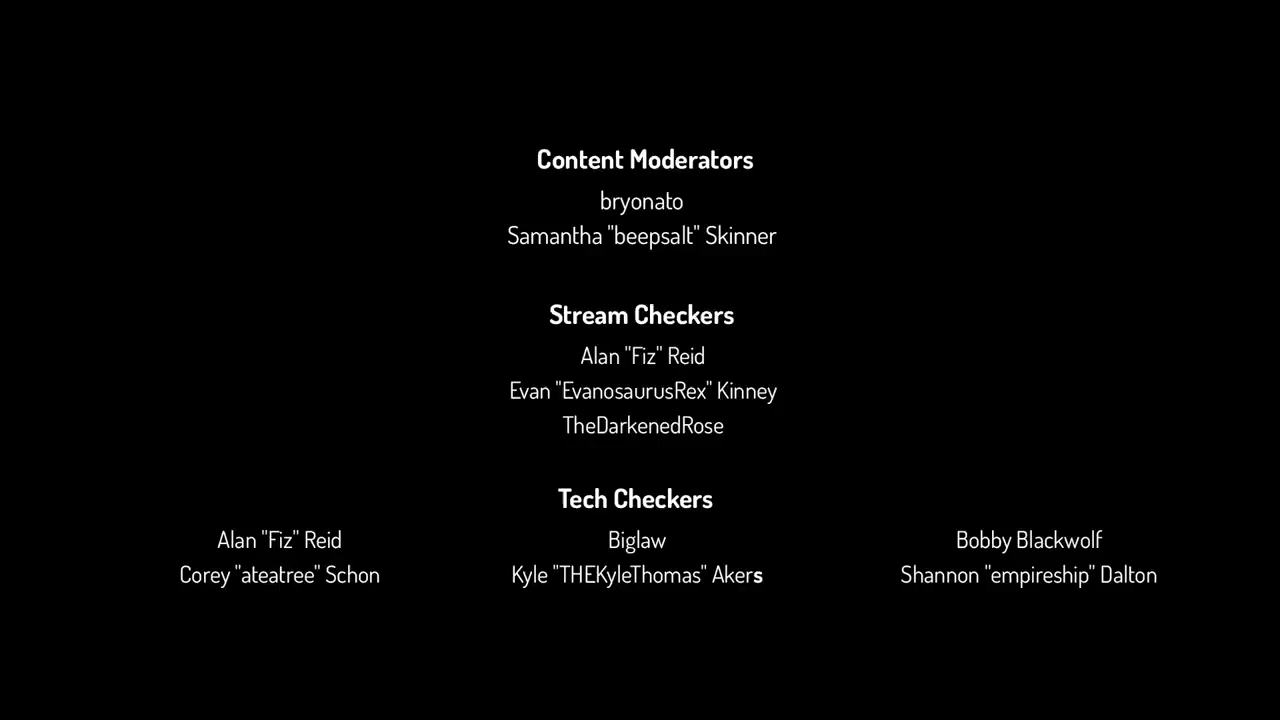 Content Moderators
bryonato
Samantha "beepsalt" Skinner
Stream Checkers
Alan "Fiz" Reid
Evan "EvanosaurusRex" Kinney
TheDarkenedRose
Tech Checkers
Alan "Fiz" Reid Biglaw Bobby Blackwolf
Corey "ateatree" Schon Kyle "THEKyleThomas" Akers Shannon "empireship" Dalton